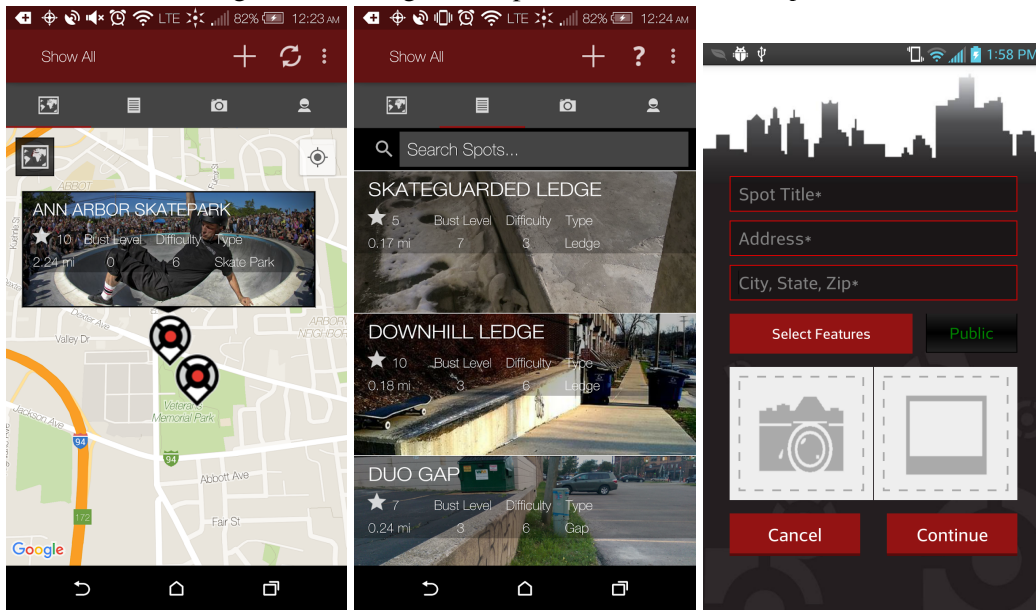 LTE 82% 12:23 AM
Show All
ARBOT
ANN ARBOR SKATEPARK
10 Bust Level Difficulty Type
2.24 mi 0 6 Skate Park
Dexter Ave
Valley Dr
Veterans
Memorial Park
Jackson Ave
94
94
Abbott Ave
172
Fair St
Google
LTE 82% 12:24 AM
Show All
Search Spots...
SKATEGUARDED LEDGE
5 Bust Level Difficulty Type
0.17 mi 7 3 Ledge
DOWNHILL LEDGE
10 Bust Level Difficulty Type
0.18 mi 3 6 Ledge
DUO GAP
7 Bust Level Difficulty Type
0.24 mi 3 6 Gap
1:58 PM
Spot Title*
Address*
City, State, Zip*
Select Features Public
Cancel Continue